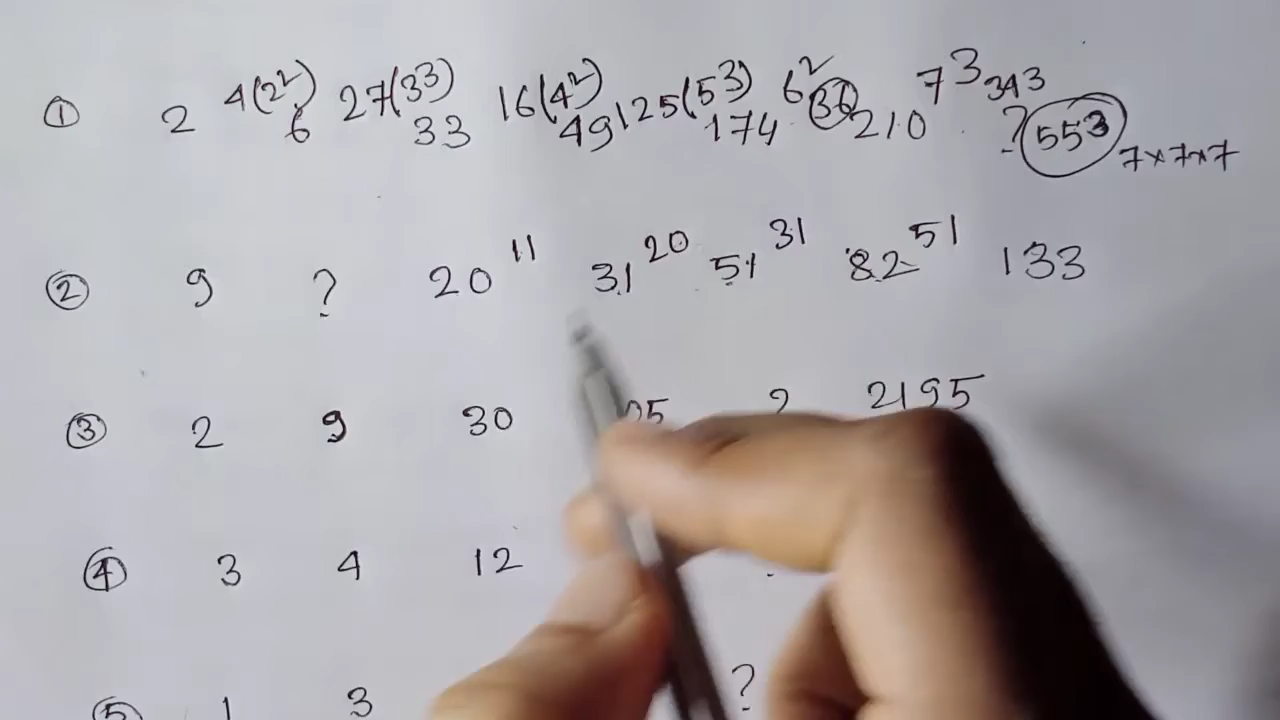 ① 2 4(2²) 6 27(3³) 33 16(4²) 49 125(5³) 174 6² 36 210 7³ 343 ? 553 7×7×7
② 9 ? 20 11 31 20 51 31 82 51 133
③ 2 9 30 ? 2195
④ 3 4 12
⑤ 1 3 ?